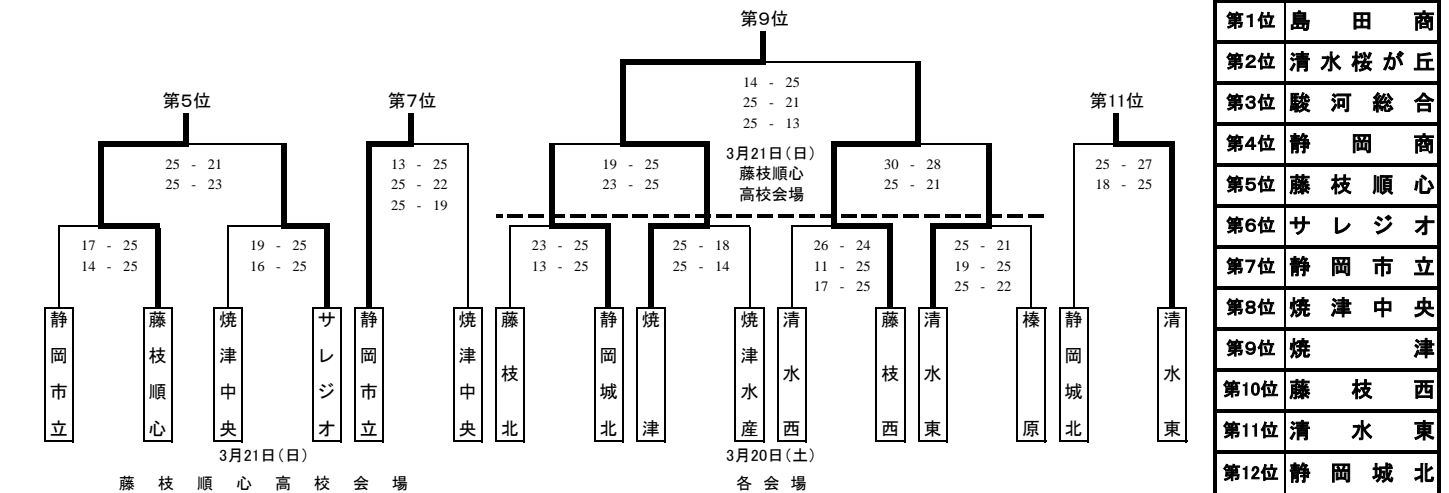 第9位
14 - 25
25 - 21
25 - 13
3月21日(日)
藤枝順心
高校会場
第5位
25 - 21
25 - 23
17 - 25
14 - 25
19 - 25
16 - 25
静岡市立
藤枝順心
焼津中央
サレジオ
第7位
13 - 25
25 - 22
25 - 19
静岡市立
焼津中央
3月21日(日)
藤枝順心高校会場
19 - 25
23 - 25
30 - 28
25 - 21
23 - 25
13 - 25
25 - 18
25 - 14
26 - 24
11 - 25
17 - 25
25 - 21
19 - 25
25 - 22
藤枝北
静岡城北
焼津
焼津水産
清水西
藤枝西
清水東
榛原
3月20日(土)
各会場
第11位
25 - 27
18 - 25
静岡城北
清水東
第1位 島田商
第2位 清水桜が丘
第3位 駿河総合
第4位 静岡商
第5位 藤枝順心
第6位 サレジオ
第7位 静岡市立
第8位 焼津中央
第9位 焼津
第10位 藤枝西
第11位 清水東
第12位 静岡城北